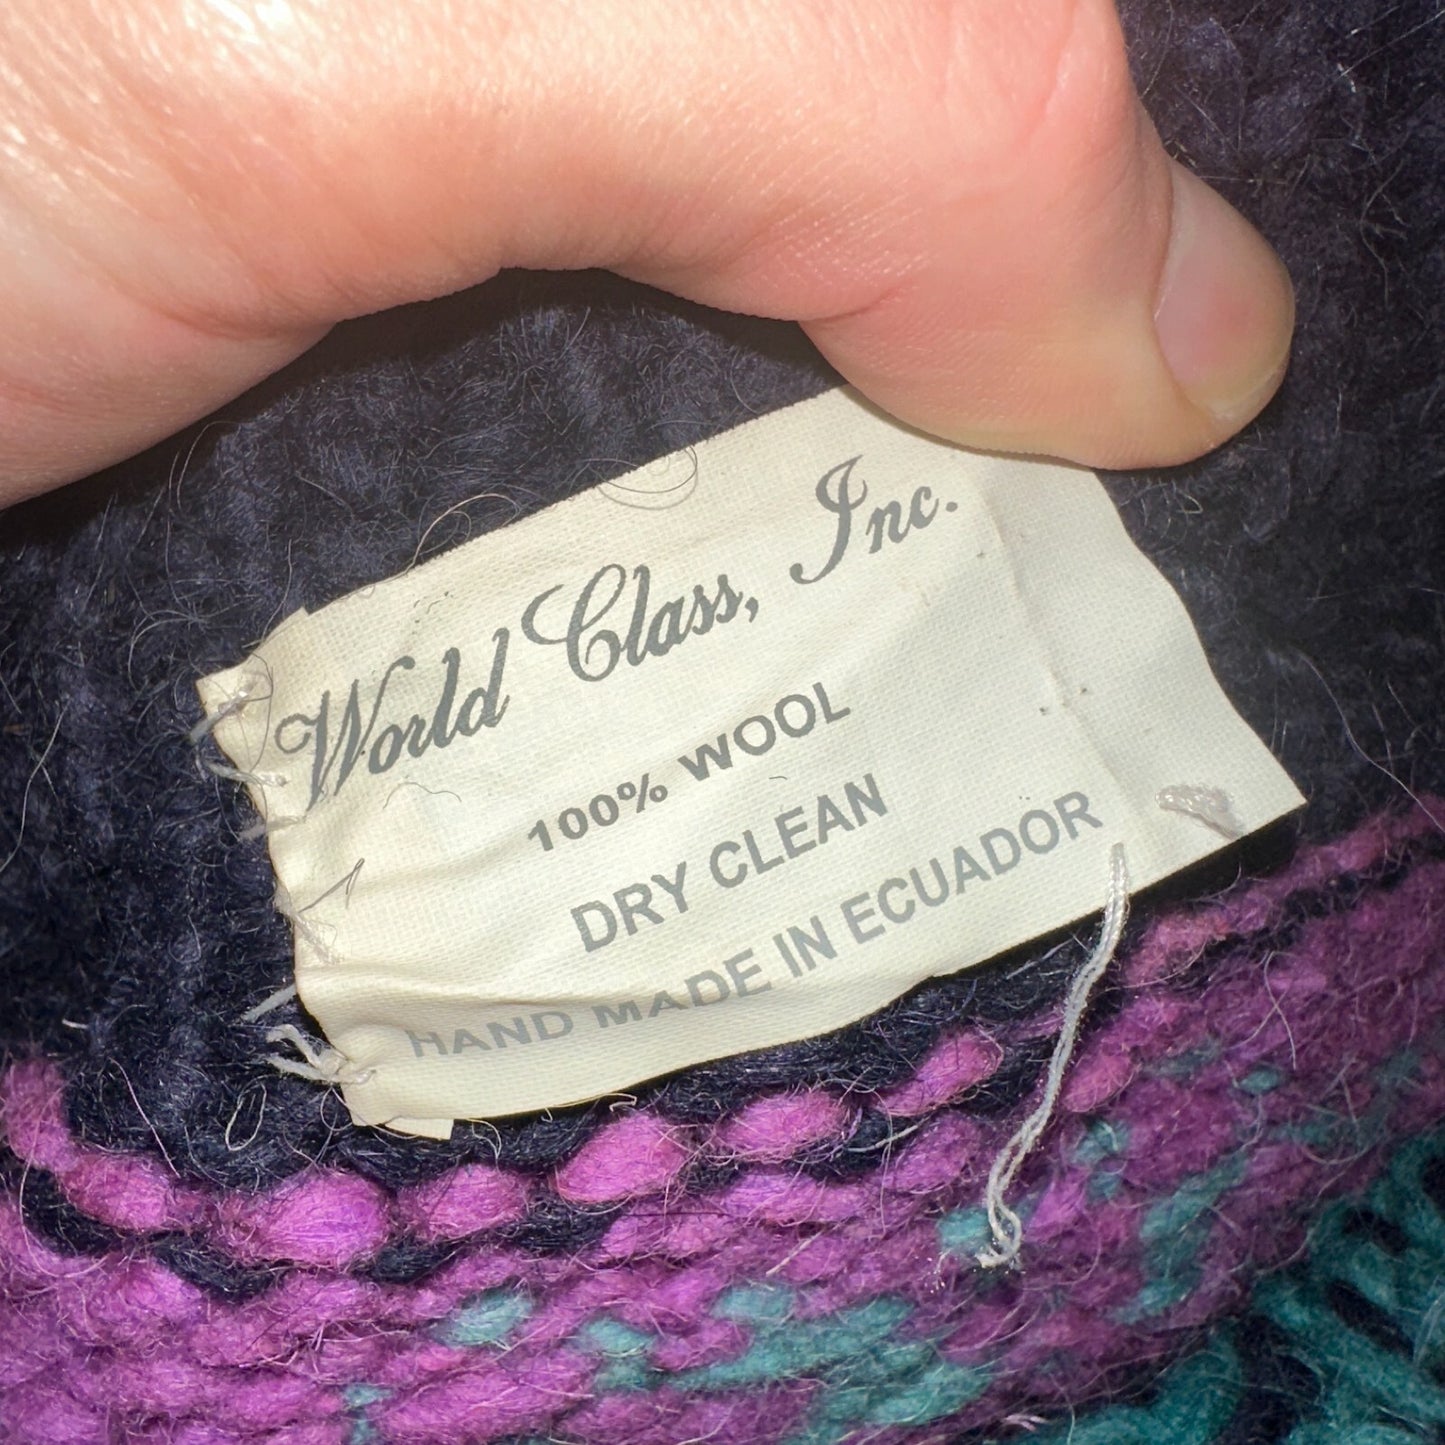 World Class, Inc.
100% WOOL
DRY CLEAN
HAND MADE IN ECUADOR